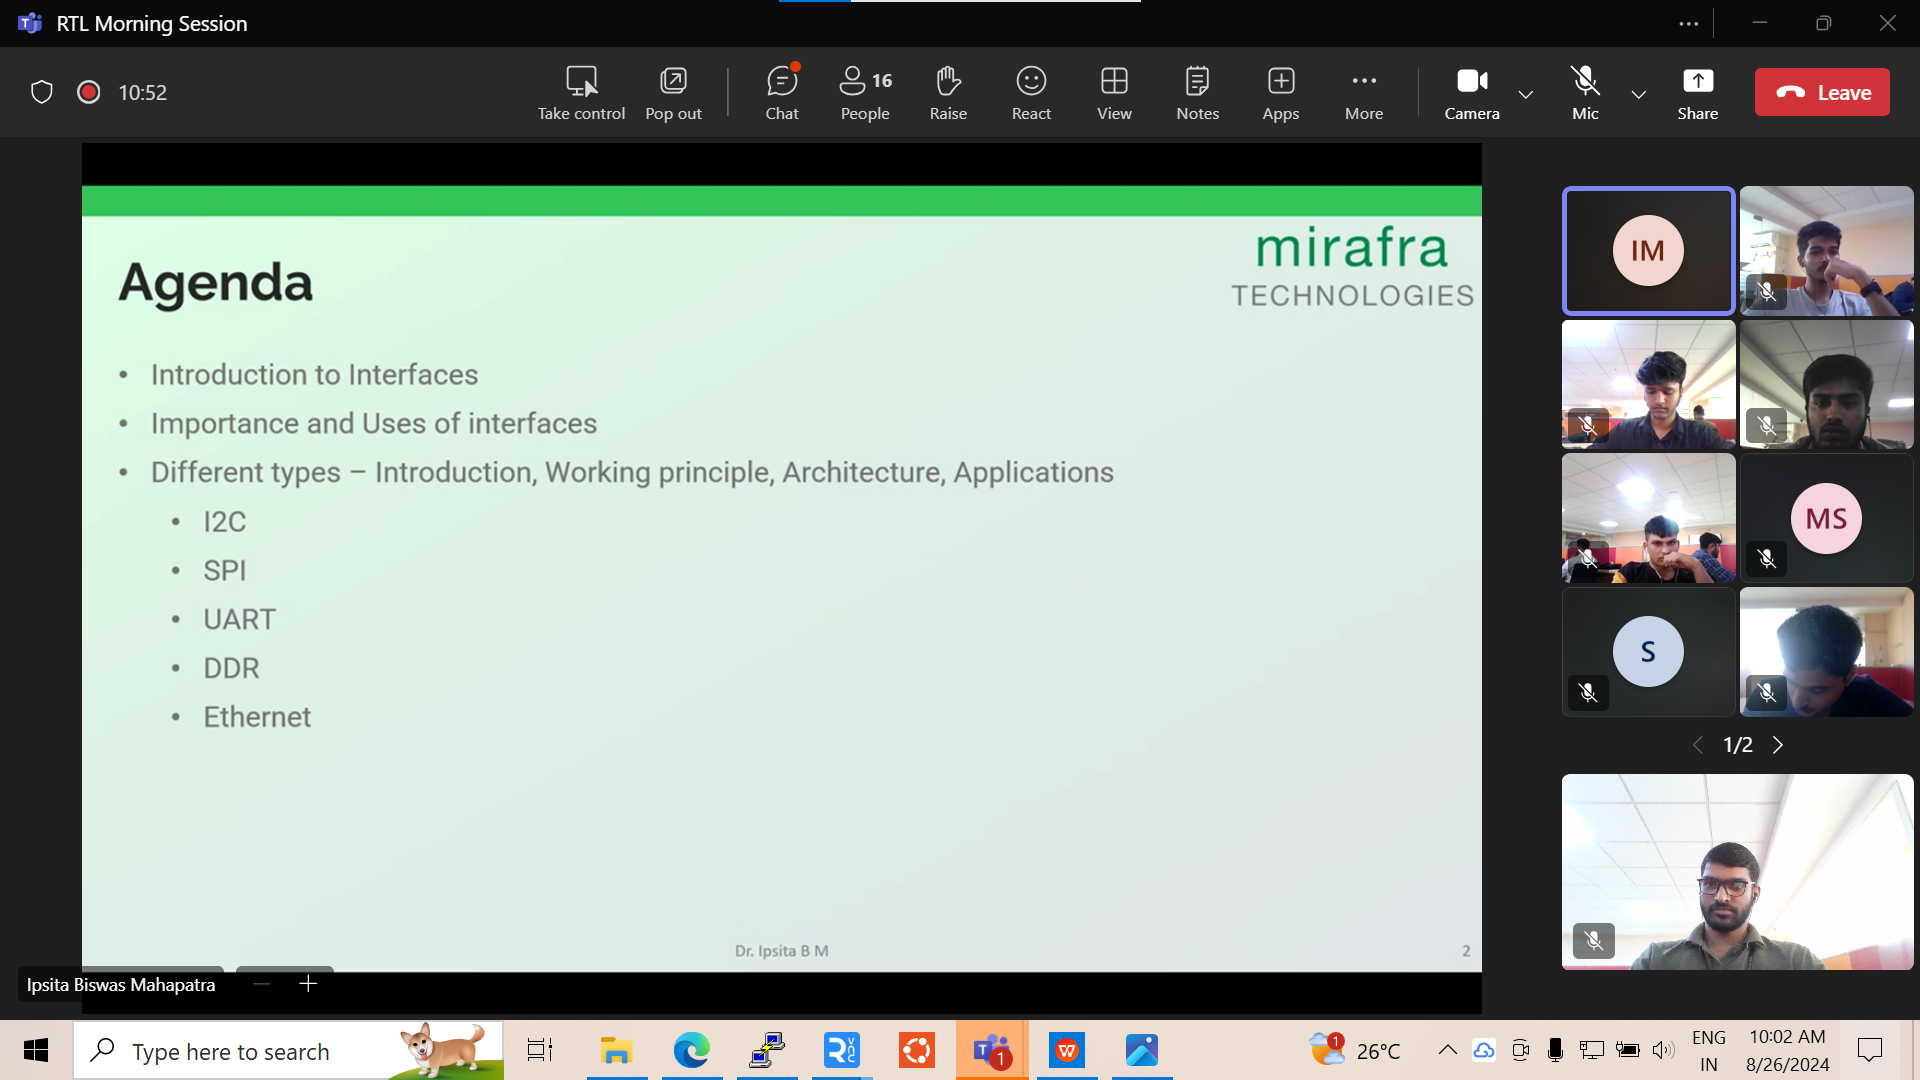 RTL Morning Session
10:52
Take control
Pop out
Chat
16
People
Raise
React
View
Notes
Apps
More
Camera
Mic
Share
Leave
mirafra
TECHNOLOGIES
Agenda
• Introduction to Interfaces
• Importance and Uses of interfaces
• Different types – Introduction, Working principle, Architecture, Applications
• I2C
• SPI
• UART
• DDR
• Ethernet
Dr. Ipsita B M
2
Ipsita Biswas Mahapatra
IM
MS
S
1/2
Type here to search
1
1
26°C
ENG
IN
10:02 AM
8/26/2024